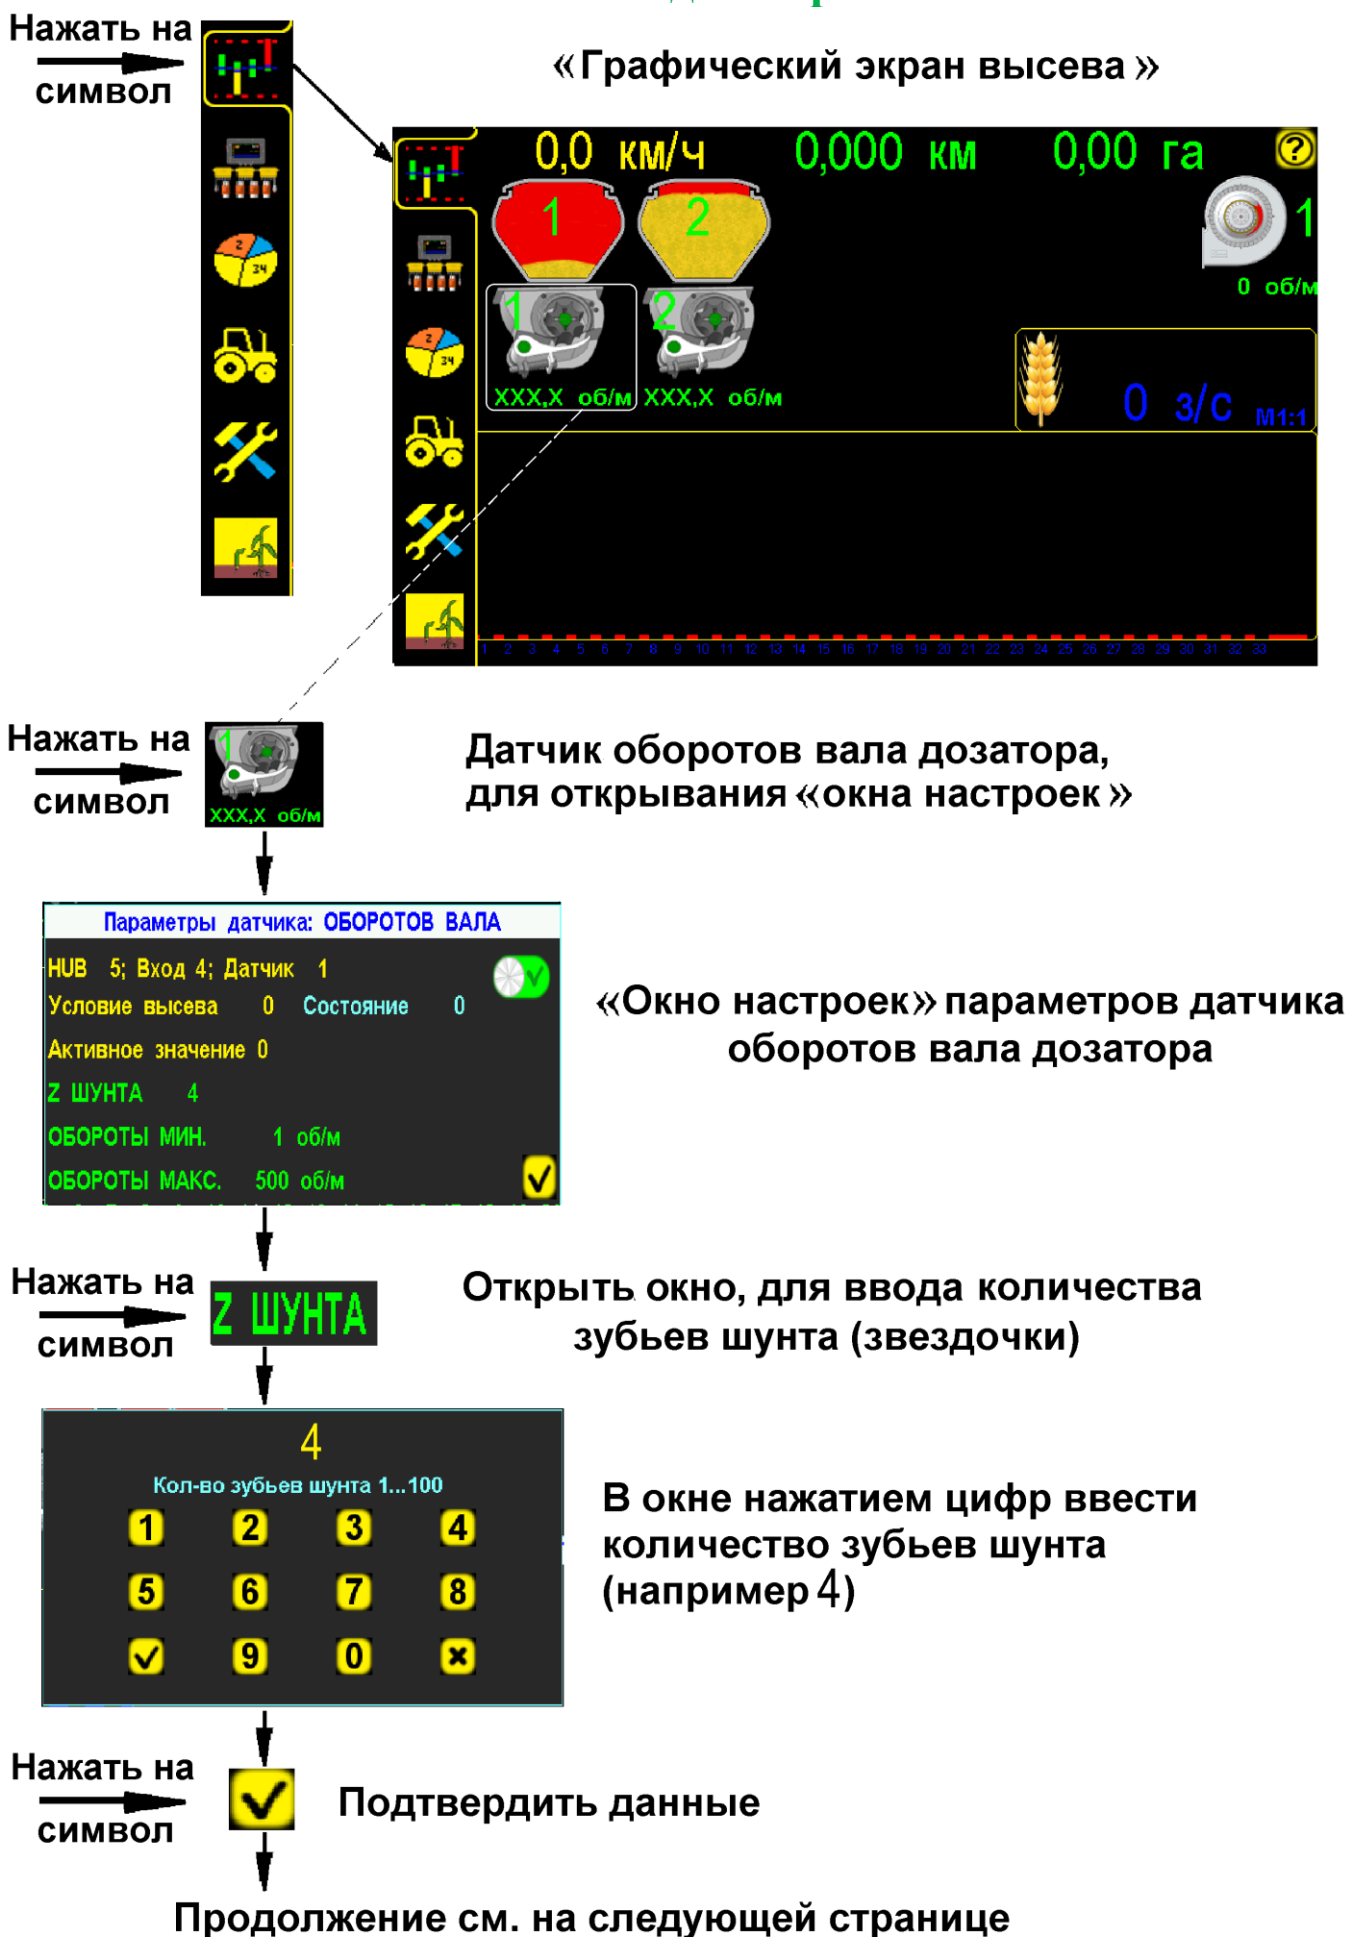 Нажать на
символ
«Графический экран высева»
0,0 км/ч 0,000 км 0,00 га ?
1 2 1
0 об/м
1 2
XXX,X об/м XXX,X об/м
0 з/с М1:1
2
34
2
34
1 2 3 4 5 6 7 8 9 10 11 12 13 14 15 16 17 18 19 20 21 22 23 24 25 26 27 28 29 30 31 32 33
Нажать на
символ
1
XXX,X об/м
Датчик оборотов вала дозатора,
для открывания «окна настроек»
Параметры датчика: ОБОРОТОВ ВАЛА
HUB 5; Вход 4; Датчик 1
Условие высева 0 Состояние 0
Активное значение 0
Z ШУНТА 4
ОБОРОТЫ МИН. 1 об/м
ОБОРОТЫ МАКС. 500 об/м
«Окно настроек» параметров датчика
оборотов вала дозатора
Нажать на
символ
Z ШУНТА
Открыть окно, для ввода количества
зубьев шунта (звездочки)
4
Кол-во зубьев шунта 1...100
1 2 3 4
5 6 7 8
9 0
В окне нажатием цифр ввести
количество зубьев шунта
(например 4)
Нажать на
символ
Подтвердить данные
Продолжение см. на следующей странице